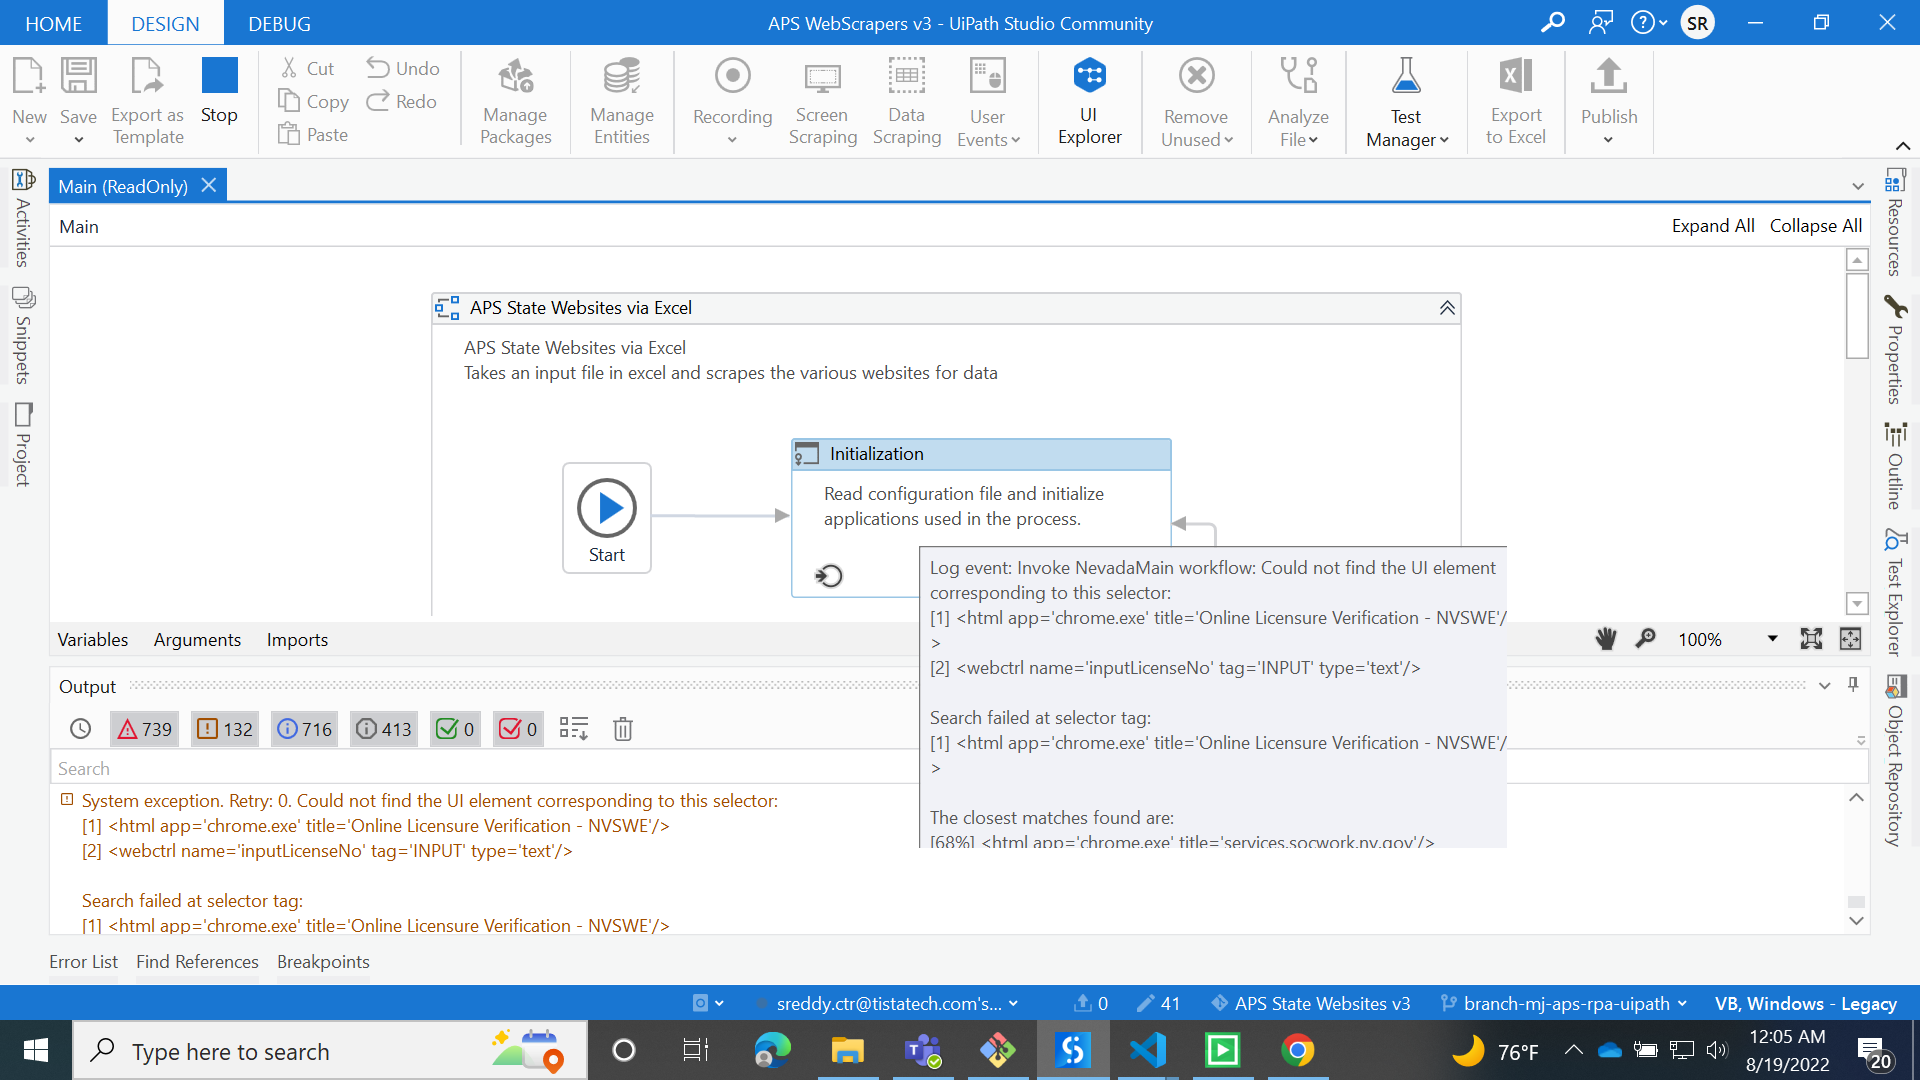 HOME
DESIGN
DEBUG
APS WebScrapers v3 - UiPath Studio Community
SR
New
Save
Export as
Template
Stop
Cut
Copy
Paste
Undo
Redo
Manage
Packages
Manage
Entities
Recording
Screen
Scraping
Data
Scraping
User
Events
UI
Explorer
Remove
Unused
Analyze
File
Test
Manager
Export
to Excel
Publish
Main (ReadOnly)
Main
Expand All
Collapse All
Activities
Snippets
Project
Resources
Properties
Outline
Test Explorer
Object Repository
APS State Websites via Excel
APS State Websites via Excel
Takes an input file in excel and scrapes the various websites for data
Start
Initialization
Read configuration file and initialize
applications used in the process.
Log event: Invoke NevadaMain workflow: Could not find the UI element
corresponding to this selector:
[1] <html app='chrome.exe' title='Online Licensure Verification - NVSWE'/
>
[2] <webctrl name='inputLicenseNo' tag='INPUT' type='text'/>
Search failed at selector tag:
[1] <html app='chrome.exe' title='Online Licensure Verification - NVSWE'/
>
The closest matches found are:
[68%] <html app='chrome.exe' title='services.socwork.nv.gov'/>
Variables
Arguments
Imports
100%
Output
739
132
716
413
0
0
Search
System exception. Retry: 0. Could not find the UI element corresponding to this selector:
[1] <html app='chrome.exe' title='Online Licensure Verification - NVSWE'/>
[2] <webctrl name='inputLicenseNo' tag='INPUT' type='text'/>
Search failed at selector tag:
[1] <html app='chrome.exe' title='Online Licensure Verification - NVSWE'/>
Error List
Find References
Breakpoints
sreddy.ctr@tistatech.com's...
0
41
APS State Websites v3
branch-mj-aps-rpa-uipath
VB, Windows - Legacy
Type here to search
76°F
12:05 AM
8/19/2022
20